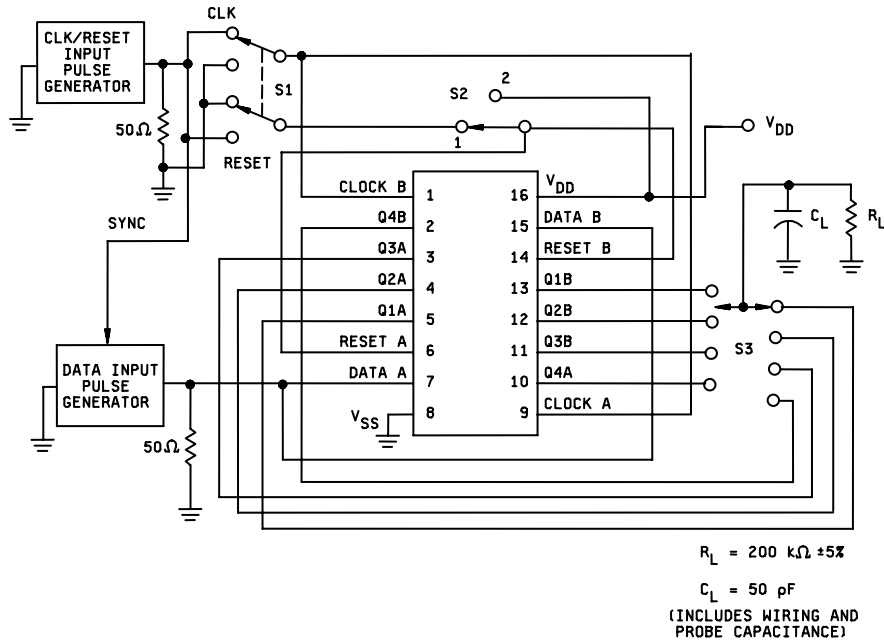 CLK
CLK/RESET
INPUT
PULSE
GENERATOR
S1
S2
2
1
50Ω
RESET
V_DD
SYNC
CLOCK B 1
Q4B 2
Q3A 3
Q2A 4
Q1A 5
RESET A 6
DATA A 7
V_SS 8
16 V_DD
15 DATA B
14 RESET B
13 Q1B
12 Q2B
11 Q3B
10 Q4A
9 CLOCK A
C_L
R_L
S3
DATA INPUT
PULSE
GENERATOR
50Ω
R_L = 200 kΩ ±5%
C_L = 50 pF
(INCLUDES WIRING AND
PROBE CAPACITANCE)